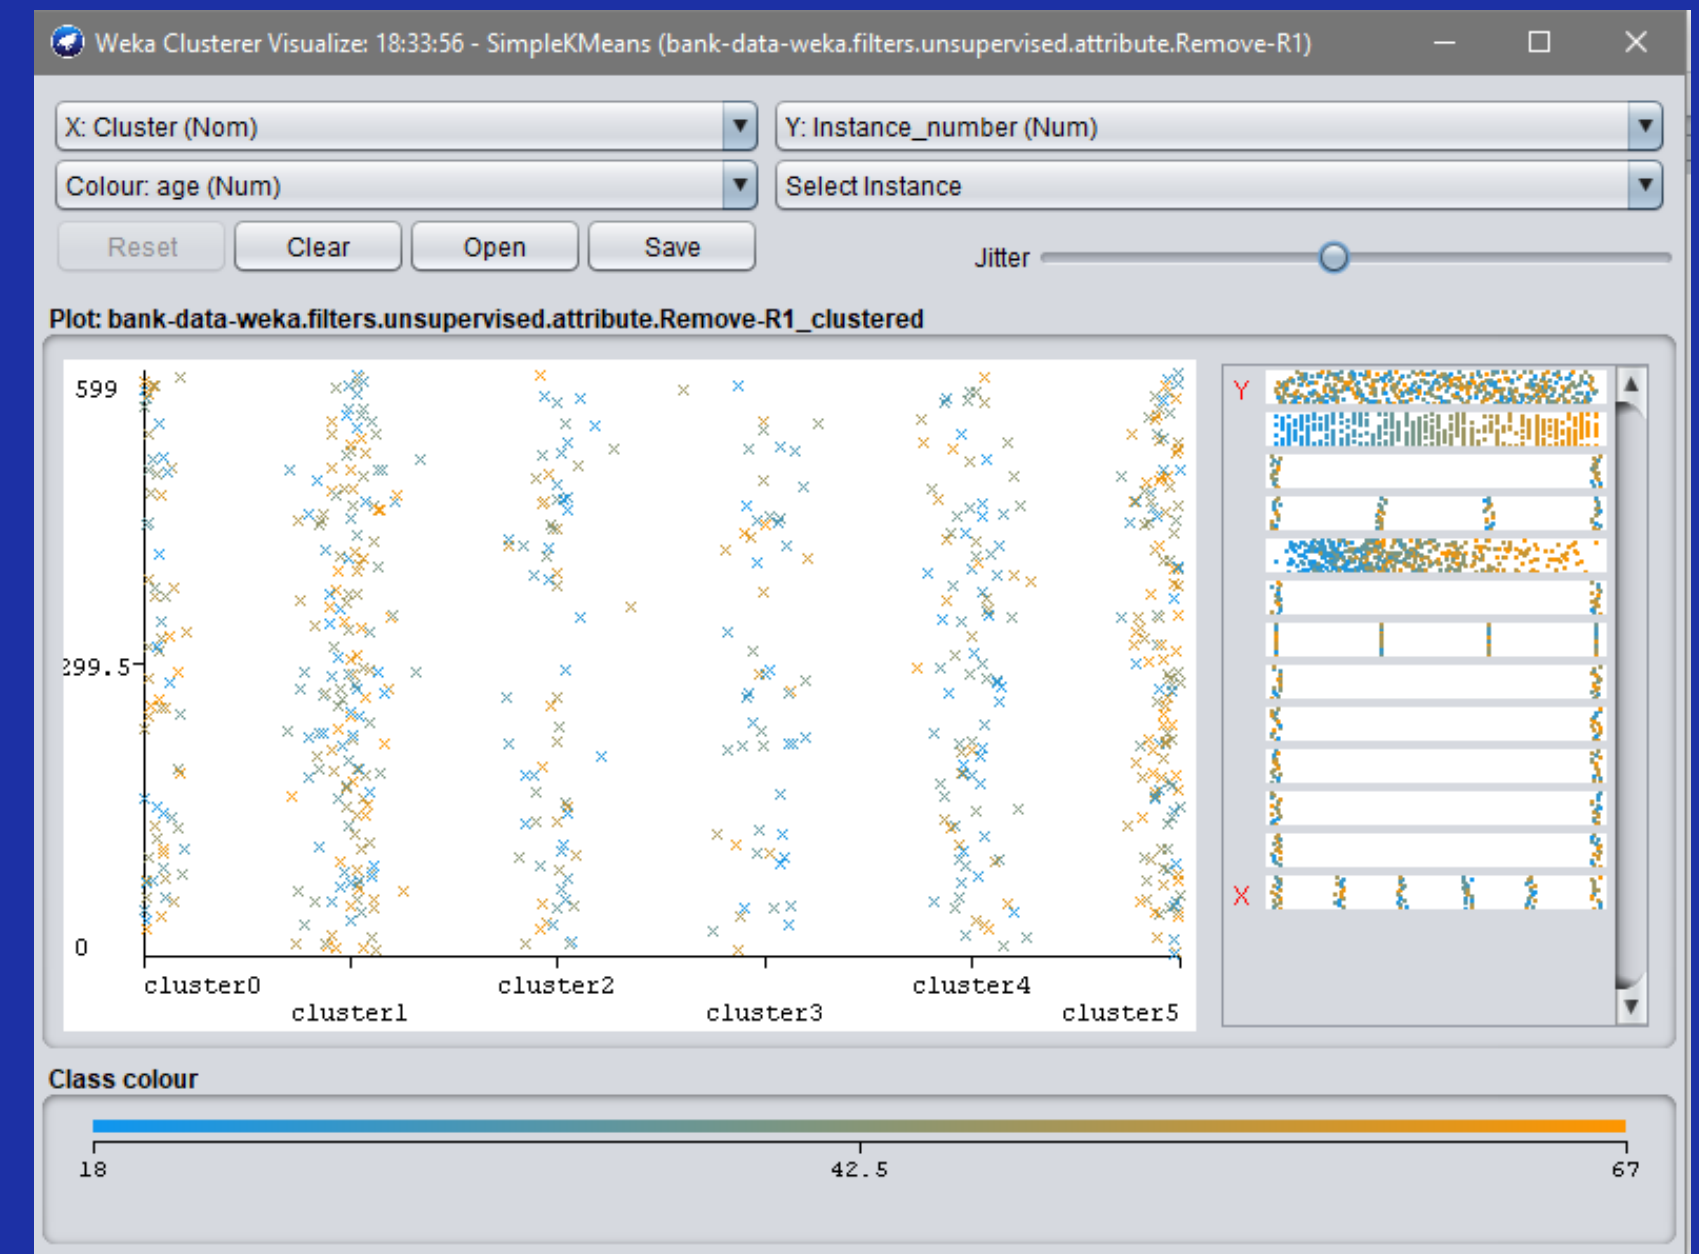 Weka Clusterer Visualize: 18:33:56 - SimpleKMeans (bank-data-weka.filters.unsupervised.attribute.Remove-R1)
X: Cluster (Nom)
Y: Instance_number (Num)
Colour: age (Num)
Select Instance
Reset
Clear
Open
Save
Jitter
Plot: bank-data-weka.filters.unsupervised.attribute.Remove-R1_clustered
599
299.5
0
cluster0
cluster1
cluster2
cluster3
cluster4
cluster5
Y
X
Class colour
18
42.5
67